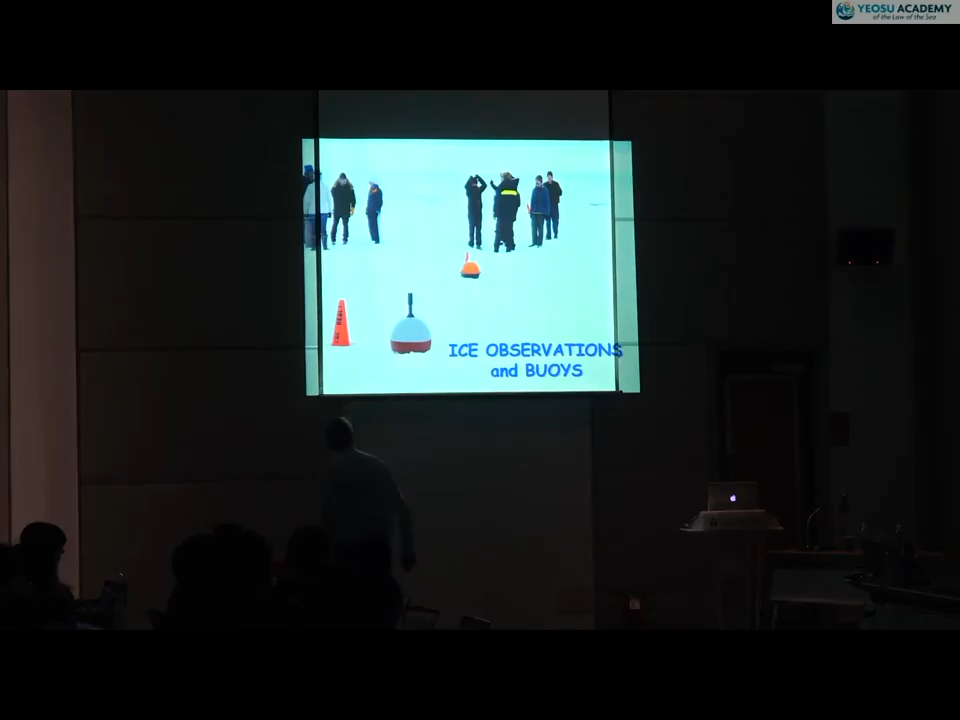 YEOSU ACADEMY
of the Law of the Sea
ICE OBSERVATIONS
and BUOYS